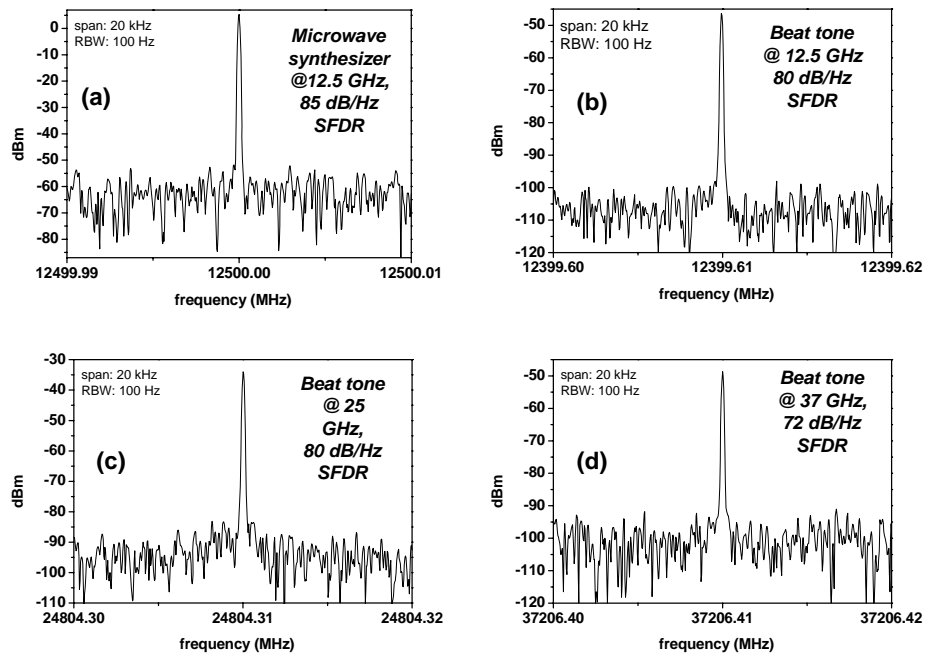 span: 20 kHz
RBW: 100 Hz
Microwave
synthesizer
@12.5 GHz,
85 dB/Hz
SFDR
(a)
dBm
0
-10
-20
-30
-40
-50
-60
-70
-80
12499.99
12500.00
12500.01
frequency (MHz)
span: 20 kHz
RBW: 100 Hz
Beat tone
@ 12.5 GHz
80 dB/Hz
SFDR
(b)
dBm
-50
-60
-70
-80
-90
-100
-110
-120
12399.60
12399.61
12399.62
frequency (MHz)
span: 20 kHz
RBW: 100 Hz
Beat tone
@ 25
GHz,
80 dB/Hz
SFDR
(c)
dBm
-30
-40
-50
-60
-70
-80
-90
-100
-110
24804.30
24804.31
24804.32
frequency (MHz)
span: 20 kHz
RBW: 100 Hz
Beat tone
@ 37 GHz,
72 dB/Hz
SFDR
(d)
dBm
-50
-60
-70
-80
-90
-100
-110
-120
37206.40
37206.41
37206.42
frequency (MHz)